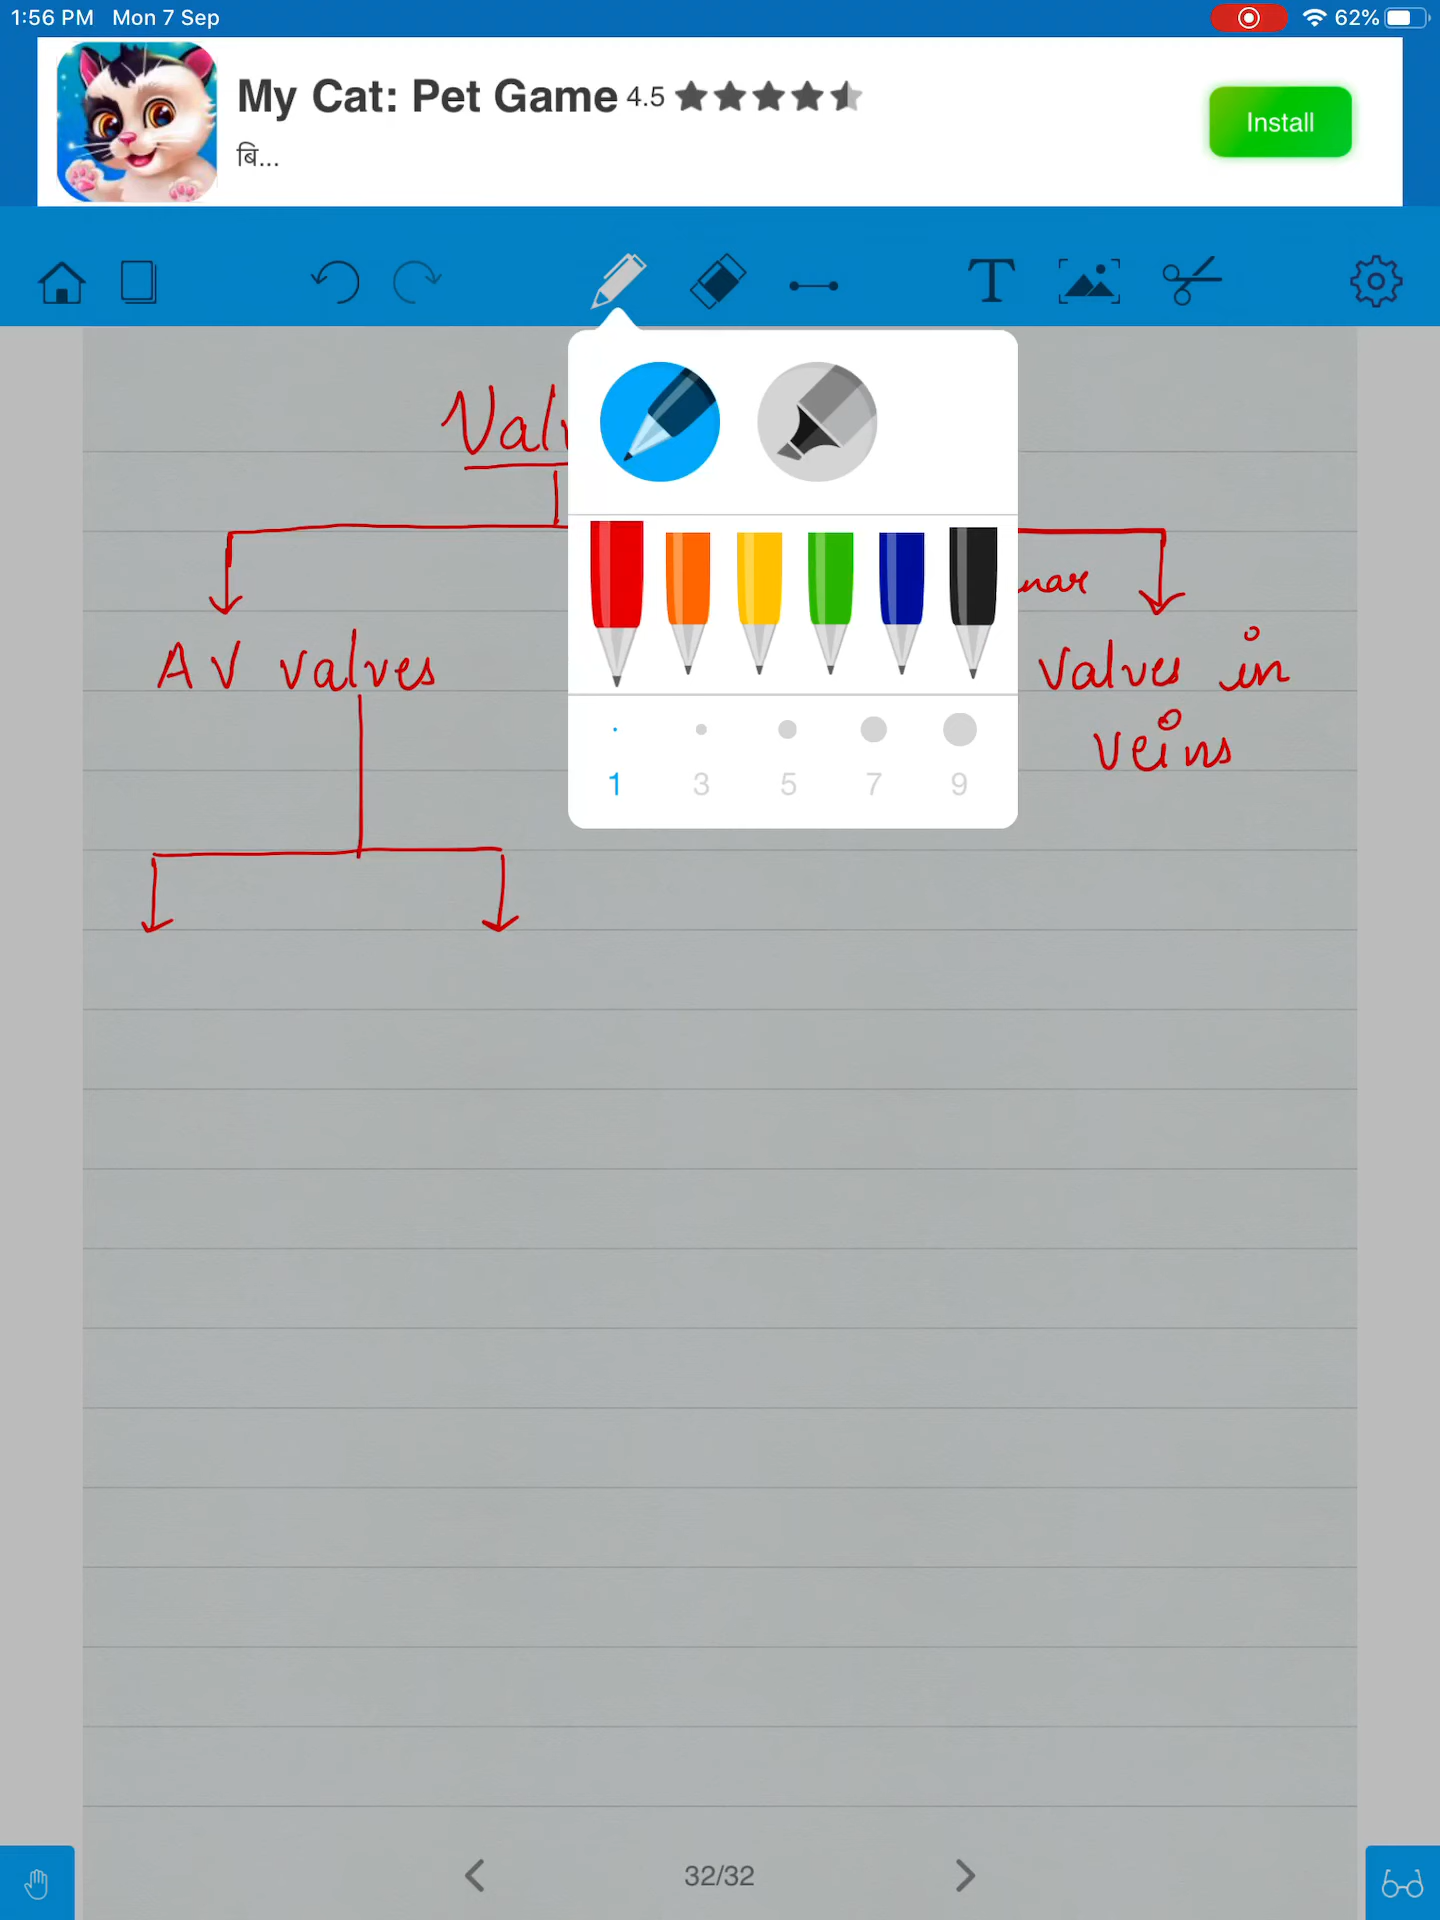 1:56 PM Mon 7 Sep 62%
My Cat: Pet Game 4.5
बि...
Install
T
AV valves
Valves in
veins
1 3 5 7 9
32/32